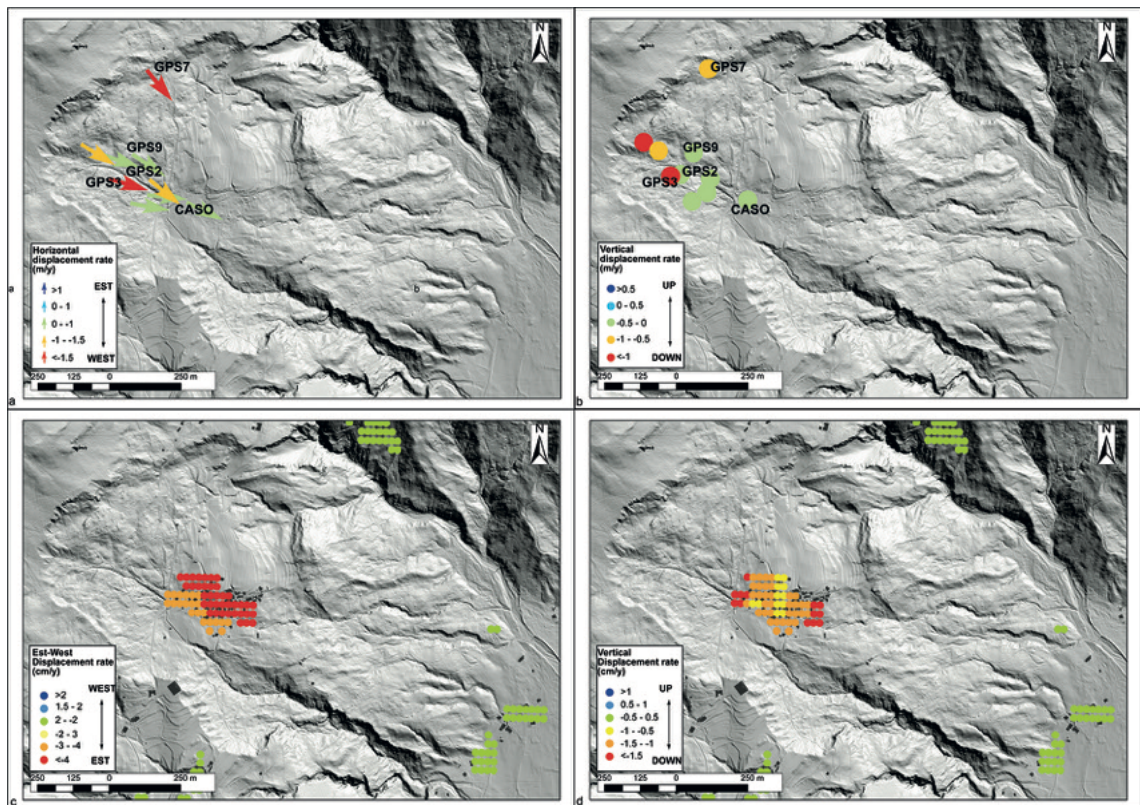 N
GPS7
GPS9
GPS2
GPS3
CASO
Horizontal
displacement rate
(m/y)
>1
EST
0 - 1
0 - -1
-1 - -1.5
<-1.5
WEST
250 125 0 250 m
a
b
a
N
GPS7
GPS9
GPS2
GPS3
CASO
Vertical
displacement rate
(m/y)
>0.5
UP
0 - 0.5
-0.5 - 0
-1 - -0.5
<-1
DOWN
250 125 0 250 m
b
N
Est-West
Displacement rate
(cm/y)
>2
WEST
1.5 - 2
2 - -2
-2 - 3
-3 - -4
<-4
EST
250 125 0 250 m
c
N
Vertical
Displacement rate
(cm/y)
>1
UP
0.5 - 1
-0.5 - 0.5
-1 - -0.5
-1.5 - -1
<-1.5
DOWN
250 125 0 250 m
d